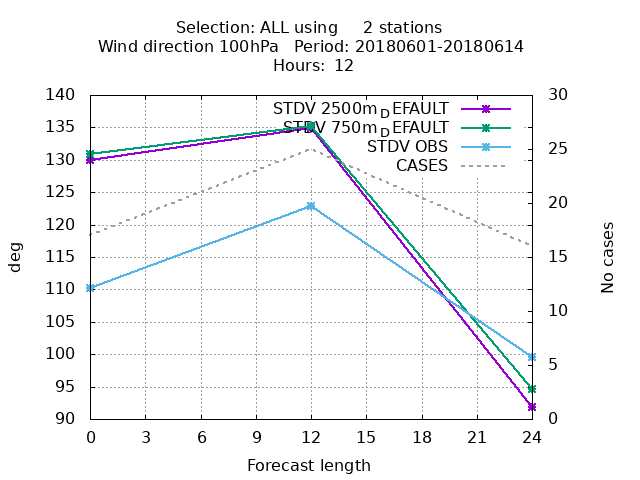 Selection: ALL using 2 stations
Wind direction 100hPa Period: 20180601-20180614
Hours: 12
STDV 2500m_DEFAULT
STDV 750m_DEFAULT
STDV OBS
CASES
140
135
130
125
120
115
110
105
100
95
90
30
25
20
15
10
5
0
deg
No cases
0 3 6 9 12 15 18 21 24
Forecast length